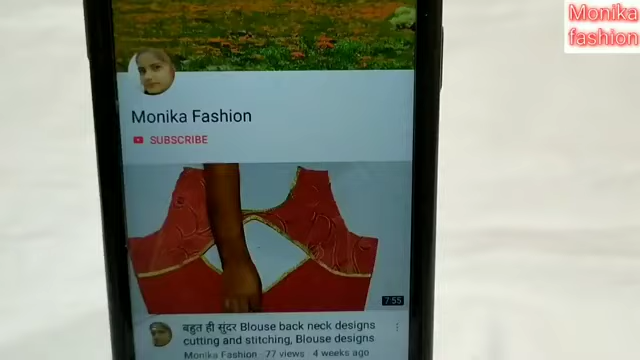 Monika
fashion
Monika Fashion
SUBSCRIBE
7:55
बहुत ही सुंदर Blouse back neck designs
cutting and stitching, Blouse designs
Monika Fashion · 77 views · 4 weeks ago